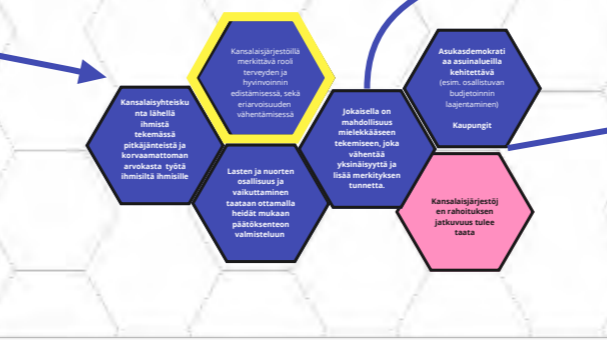 Kansalaisjärjestöillä
merkittävä rooli
terveyden ja
hyvinvoinnin
edistämisessä, sekä
eriarvoisuuden
vähentämisessä
Asukasdemokrati
aa asuinalueilla
kehitettävä
(esim. osallistuvan
budjetoinnin
laajentaminen)
Kaupungit
Kansalaisyhteisku
nta lähellä
ihmistä
tekemässä
pitkäjänteistä ja
korvaamattoman
arvokasta työtä
ihmisiltä ihmisille
Jokaisella on
mahdollisuus
mielekkääseen
tekemiseen, joka
vähentää
yksinäisyyttä ja
lisää merkityksen
tunnetta.
Lasten ja nuorten
osallisuus ja
vaikuttaminen
taataan ottamalla
heidät mukaan
päätöksenteon
valmisteluun
Kansalaisjärjestöj
en rahoituksen
jatkuvuus tulee
taata